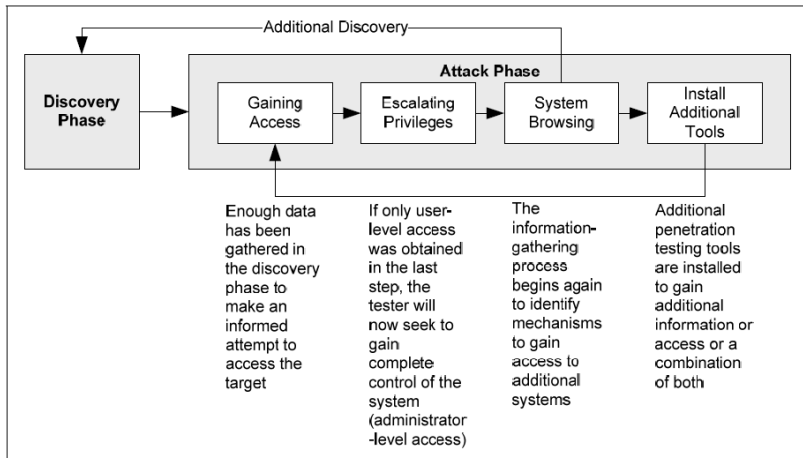 Additional Discovery
Attack Phase
Discovery
Phase
Gaining
Access
Escalating
Privileges
System
Browsing
Install
Additional
Tools
Enough data
has been
gathered in
the discovery
phase to
make an
informed
attempt to
access the
target
If only user-
level access
was obtained
in the last
step, the
tester will
now seek to
gain
complete
control of the
system
(administrator
-level access)
The
information-
gathering
process
begins again
to identify
mechanisms
to gain
access to
additional
systems
Additional
penetration
testing tools
are installed
to gain
additional
information or
access or a
combination
of both